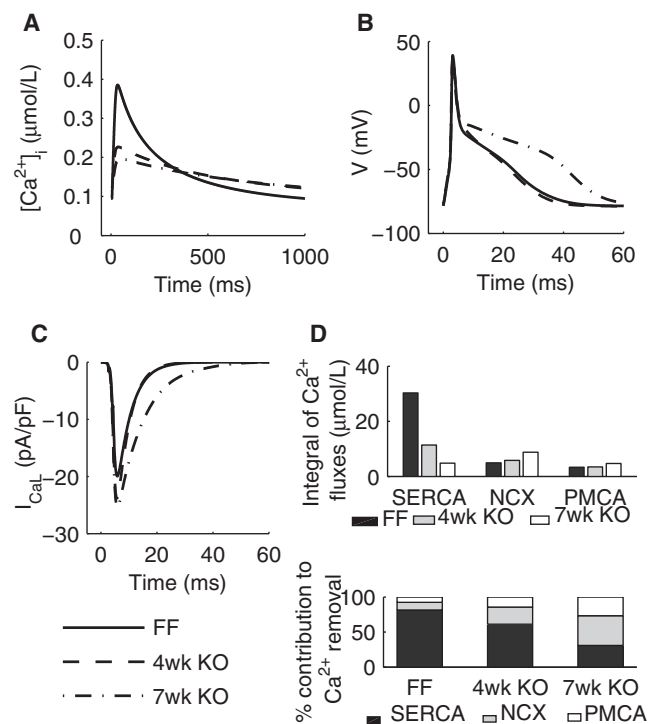 A
[Ca²⁺]ᵢ (μmol/L)
0.5
0.4
0.3
0.2
0.1
0
0
500
1000
Time (ms)
B
V (mV)
50
0
−50
−100
0
20
40
60
Time (ms)
C
I_CaL (pA/pF)
0
−10
−20
−30
0
20
40
60
Time (ms)
FF
4wk KO
7wk KO
D
Integral of Ca²⁺
fluxes (μmol/L)
40
20
0
SERCA NCX PMCA
FF 4wk KO 7wk KO
% contribution to
Ca²⁺ removal
100
50
0
FF 4wk KO 7wk KO
SERCA NCX PMCA